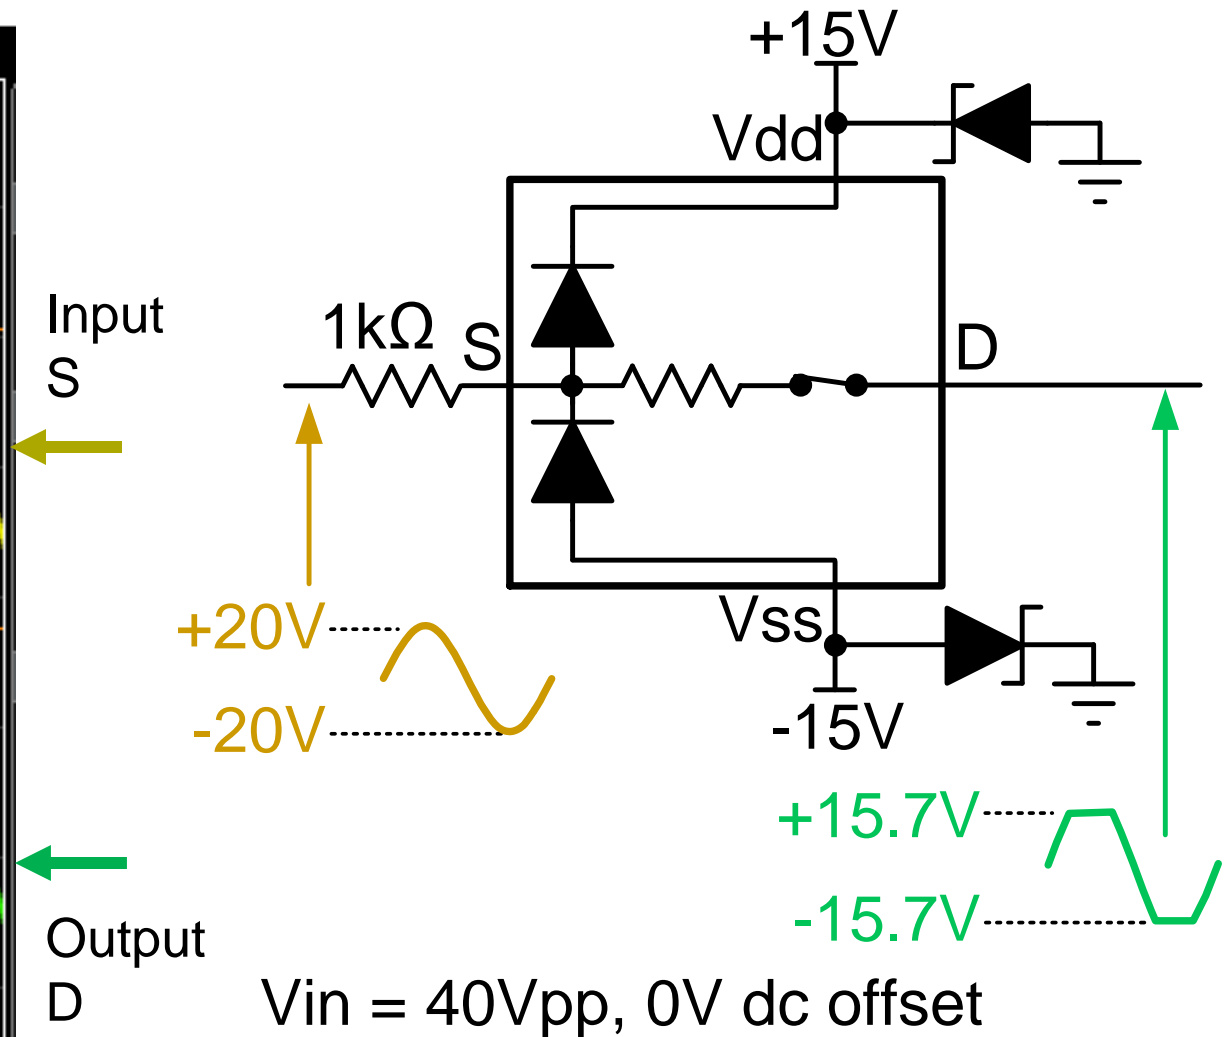 +15V
Vdd
Input
S
1kΩ
S
D
+20V
-20V
Vss
-15V
+15.7V
-15.7V
Output
D
Vin = 40Vpp, 0V dc offset